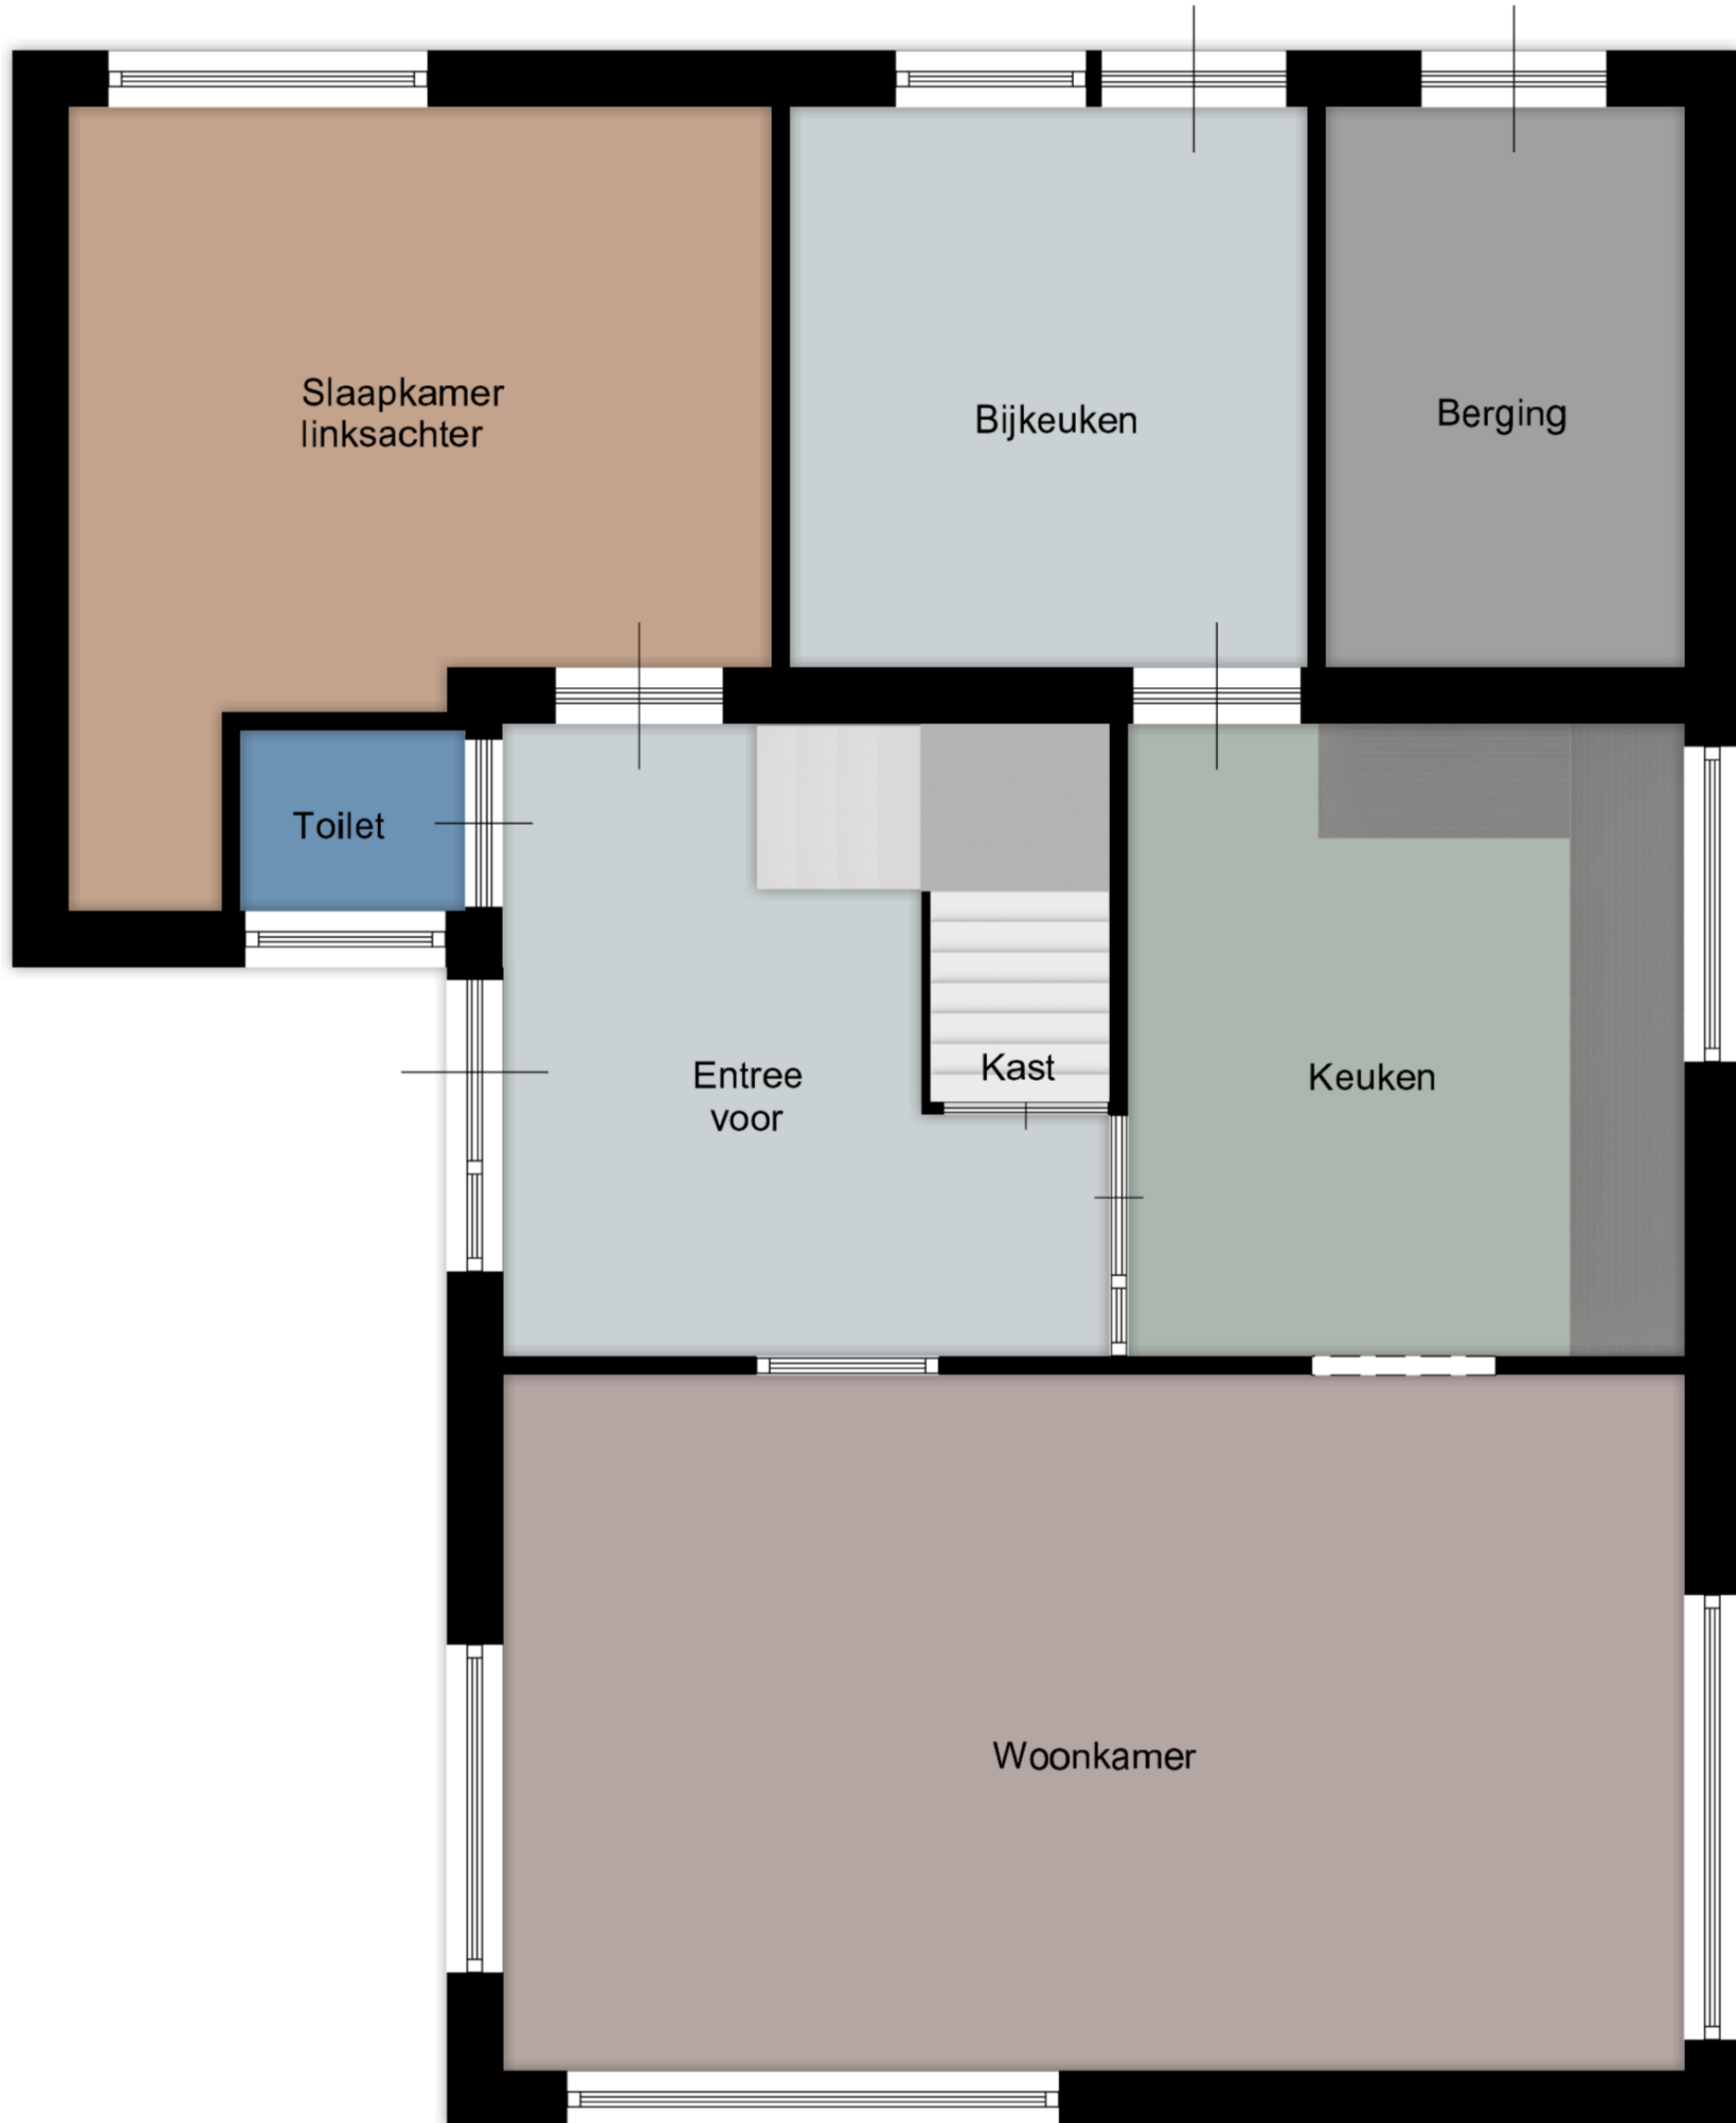 Slaapkamer
linksachter
Bijkeuken
Berging
Toilet
Entree
voor
Kast
Keuken
Woonkamer